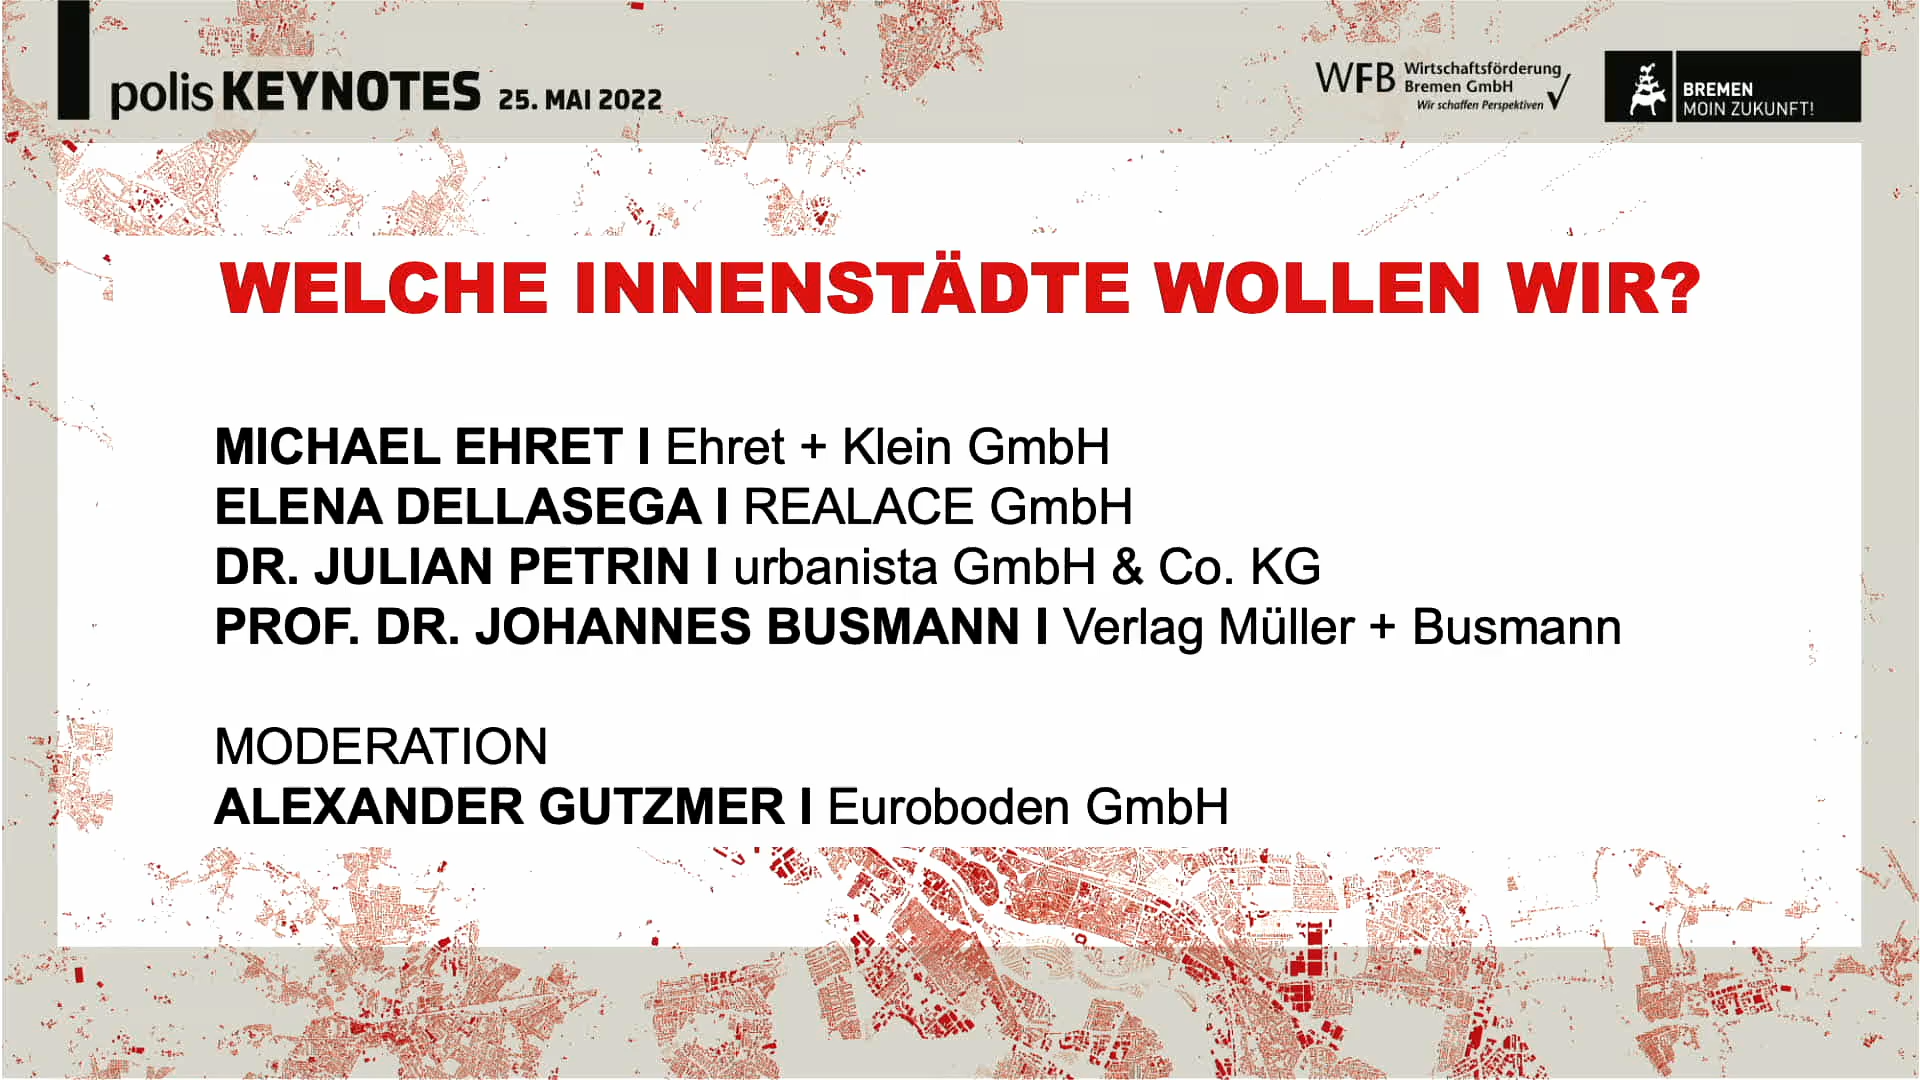 polis KEYNOTES 25. MAI 2022
WFB Wirtschaftsförderung
Bremen GmbH
Wir schaffen Perspektiven
BREMEN
MOIN ZUKUNFT!
WELCHE INNENSTÄDTE WOLLEN WIR?
MICHAEL EHRET I Ehret + Klein GmbH
ELENA DELLASEGA I REALACE GmbH
DR. JULIAN PETRIN I urbanista GmbH & Co. KG
PROF. DR. JOHANNES BUSMANN I Verlag Müller + Busmann
MODERATION
ALEXANDER GUTZMER I Euroboden GmbH